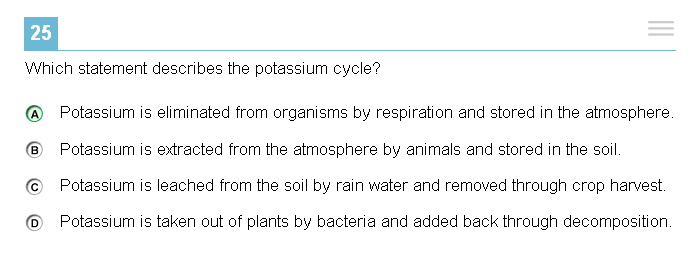 25
Which statement describes the potassium cycle?
A Potassium is eliminated from organisms by respiration and stored in the atmosphere.
B Potassium is extracted from the atmosphere by animals and stored in the soil.
C Potassium is leached from the soil by rain water and removed through crop harvest.
D Potassium is taken out of plants by bacteria and added back through decomposition.